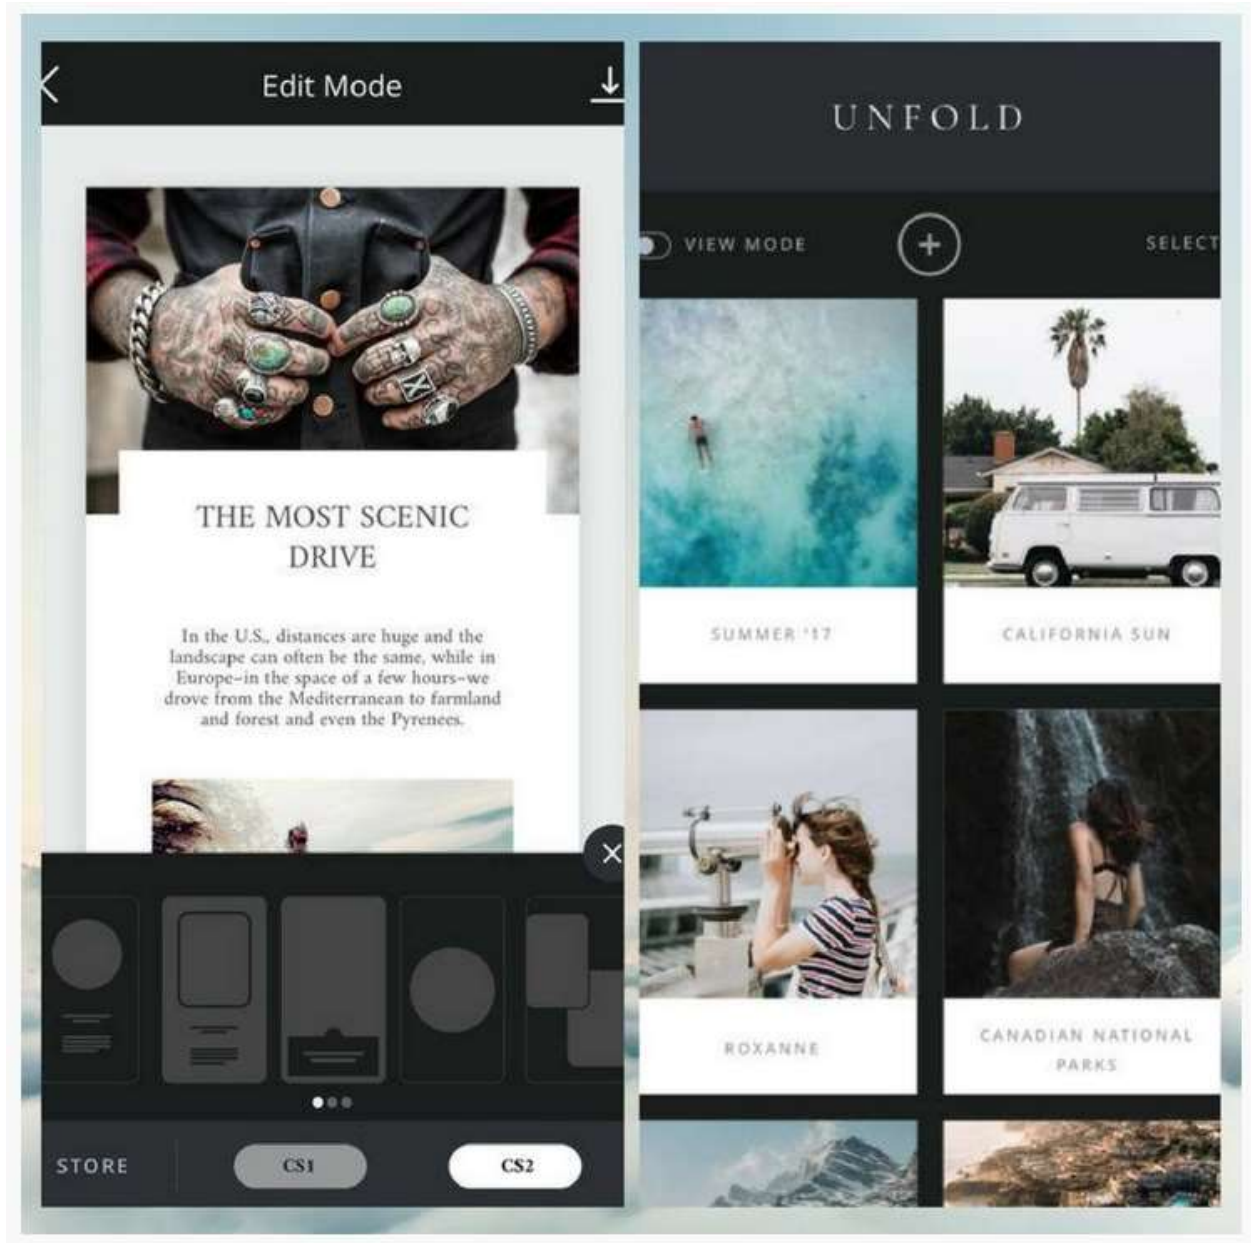 Edit Mode
THE MOST SCENIC
DRIVE
In the U.S., distances are huge and the
landscape can often be the same, while in
Europe–in the space of a few hours–we
drove from the Mediterranean to farmland
and forest and even the Pyrenees.
STORE
CS1
CS2
UNFOLD
VIEW MODE
SELECT
SUMMER '17
CALIFORNIA SUN
ROXANNE
CANADIAN NATIONAL
PARKS